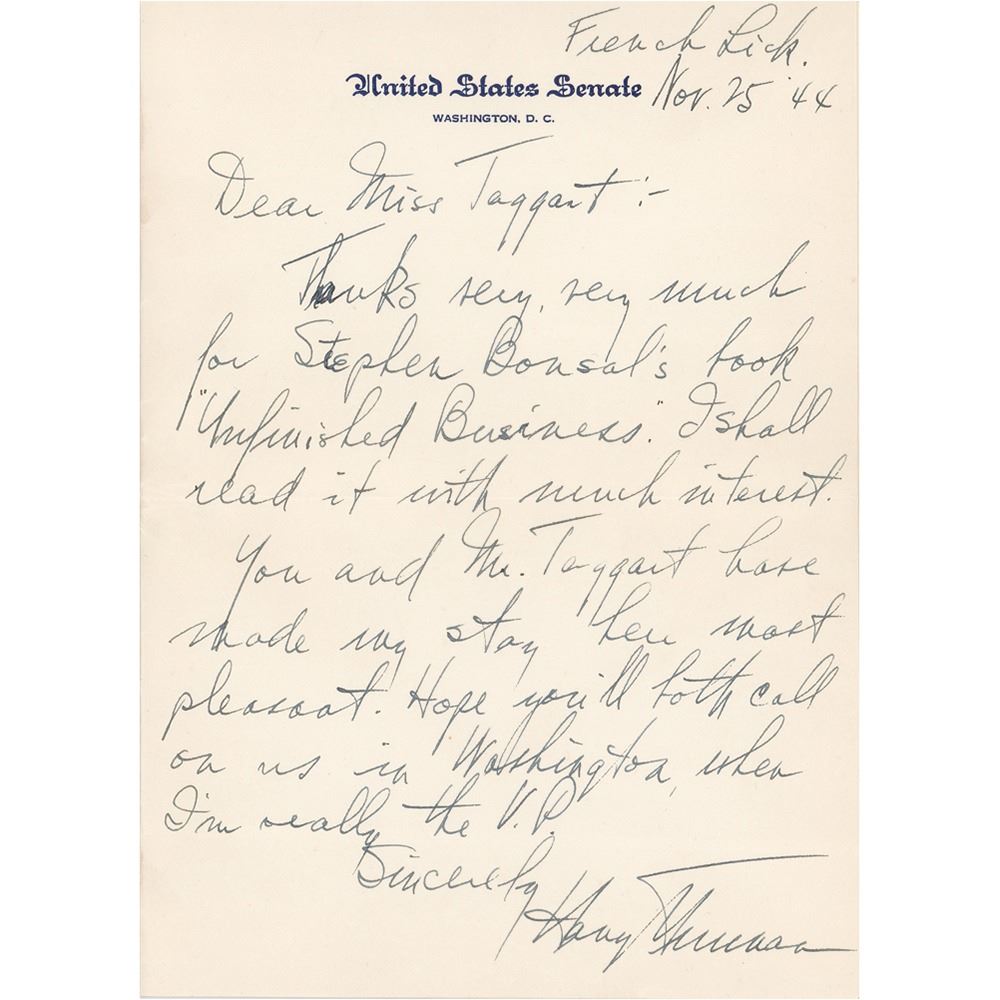 French Lick.
United States Senate
Nov. 25 '44
WASHINGTON, D. C.
Dear Miss Taggart :-
Thanks very, very much
for Stephen Bonsal's book
"Unfinished Business." I shall
read it with much interest.
You and Mr. Taggart have
made my stay here most
pleasant. Hope you'll both call
on us in Washington, when
I'm really the V.P.
Sincerely
Harry Truman